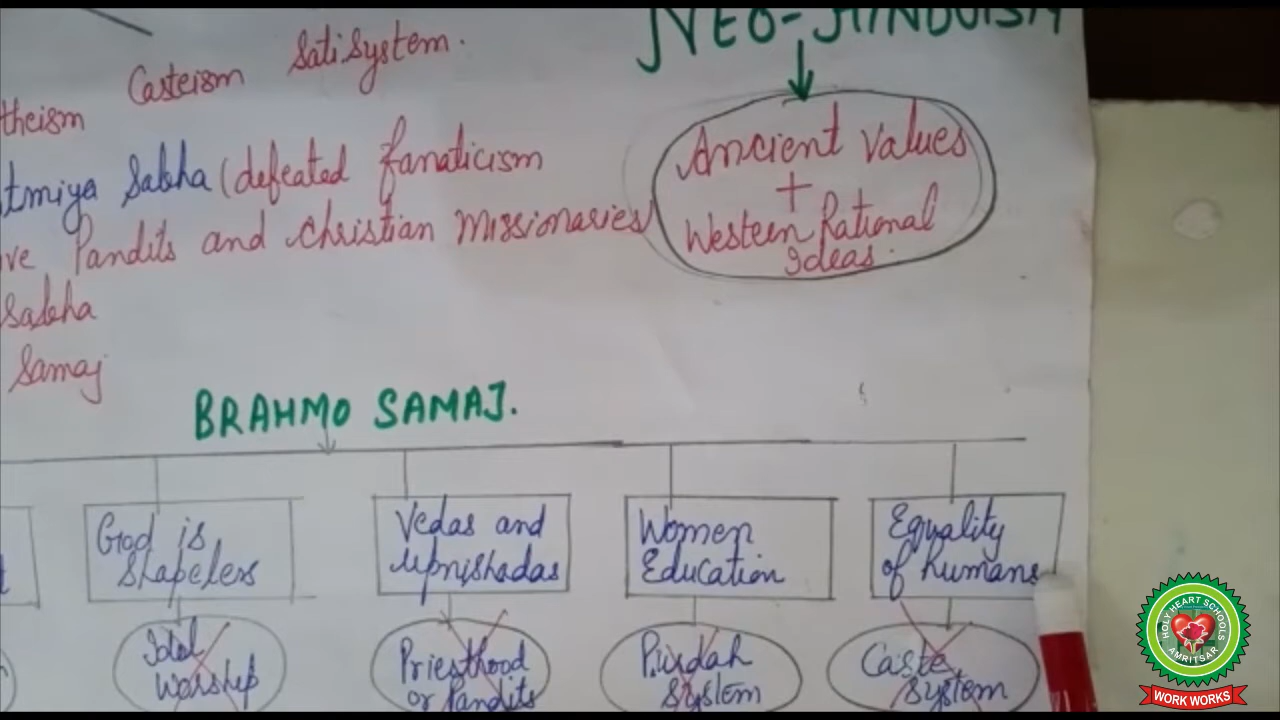 NEO-HINDUISM
Casteism Sati System.
theism
tmiya Sabha (defeated fanaticism
ve Pandits and Christian Missionaries
Sabha
Samaj
Ancient Values
+
Western Rational
Ideas.
BRAHMO SAMAJ.
God is
Shapeless
Vedas and
Upnishadas
Women
Education
Equality
of humans
Idol
Worship
Priesthood
or Pandits
Purdah
System
Caste
System
HOLY HEART SCHOOLS
AMRITSAR
WORK WORKS